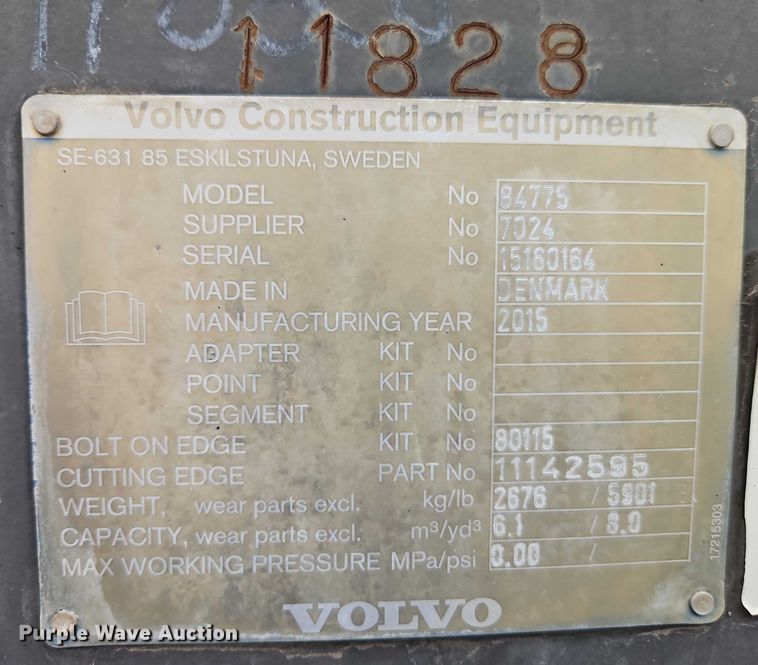 11828
Volvo Construction Equipment
SE-631 85 ESKILSTUNA, SWEDEN
MODEL No 84775
SUPPLIER No 7024
SERIAL No 15160164
MADE IN DENMARK
MANUFACTURING YEAR 2015
ADAPTER KIT No
POINT KIT No
SEGMENT KIT No
BOLT ON EDGE KIT No 80115
CUTTING EDGE PART No 11142595
WEIGHT, wear parts excl. kg/lb 2676 / 5901
CAPACITY, wear parts excl. m³/yd³ 6.1 / 8.0
MAX WORKING PRESSURE MPa/psi 0.00 /
17215303
VOLVO
Purple Wave Auction